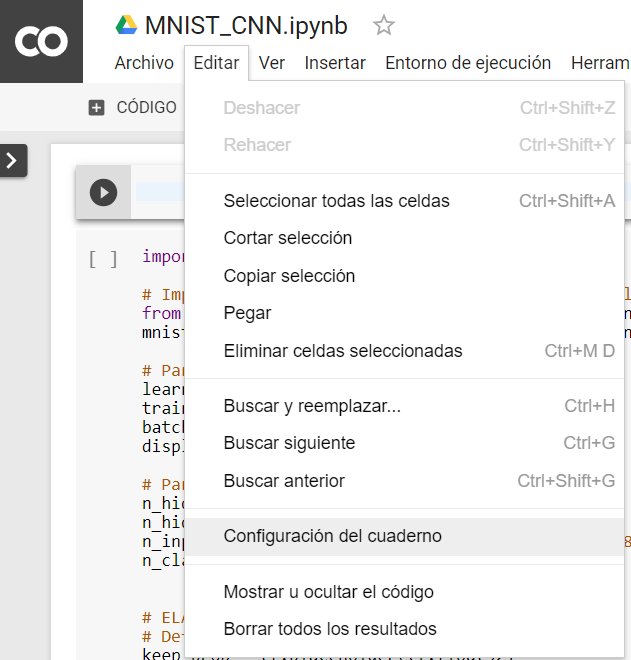 CO MNIST_CNN.ipynb
Archivo Editar Ver Insertar Entorno de ejecución Herram
CÓDIGO
Deshacer Ctrl+Shift+Z
Rehacer Ctrl+Shift+Y
Seleccionar todas las celdas Ctrl+Shift+A
Cortar selección
[ ] impor
Copiar selección
# Imp
from
Pegar
mnist
Eliminar celdas seleccionadas Ctrl+M D
# Par
learn
train
Buscar y reemplazar... Ctrl+H
batch
displ
Buscar siguiente Ctrl+G
# Par
Buscar anterior Ctrl+Shift+G
n_hid
n_hid
n_inp
Configuración del cuaderno
n_cla
Mostrar u ocultar el código
# ELA
Borrar todos los resultados
# De